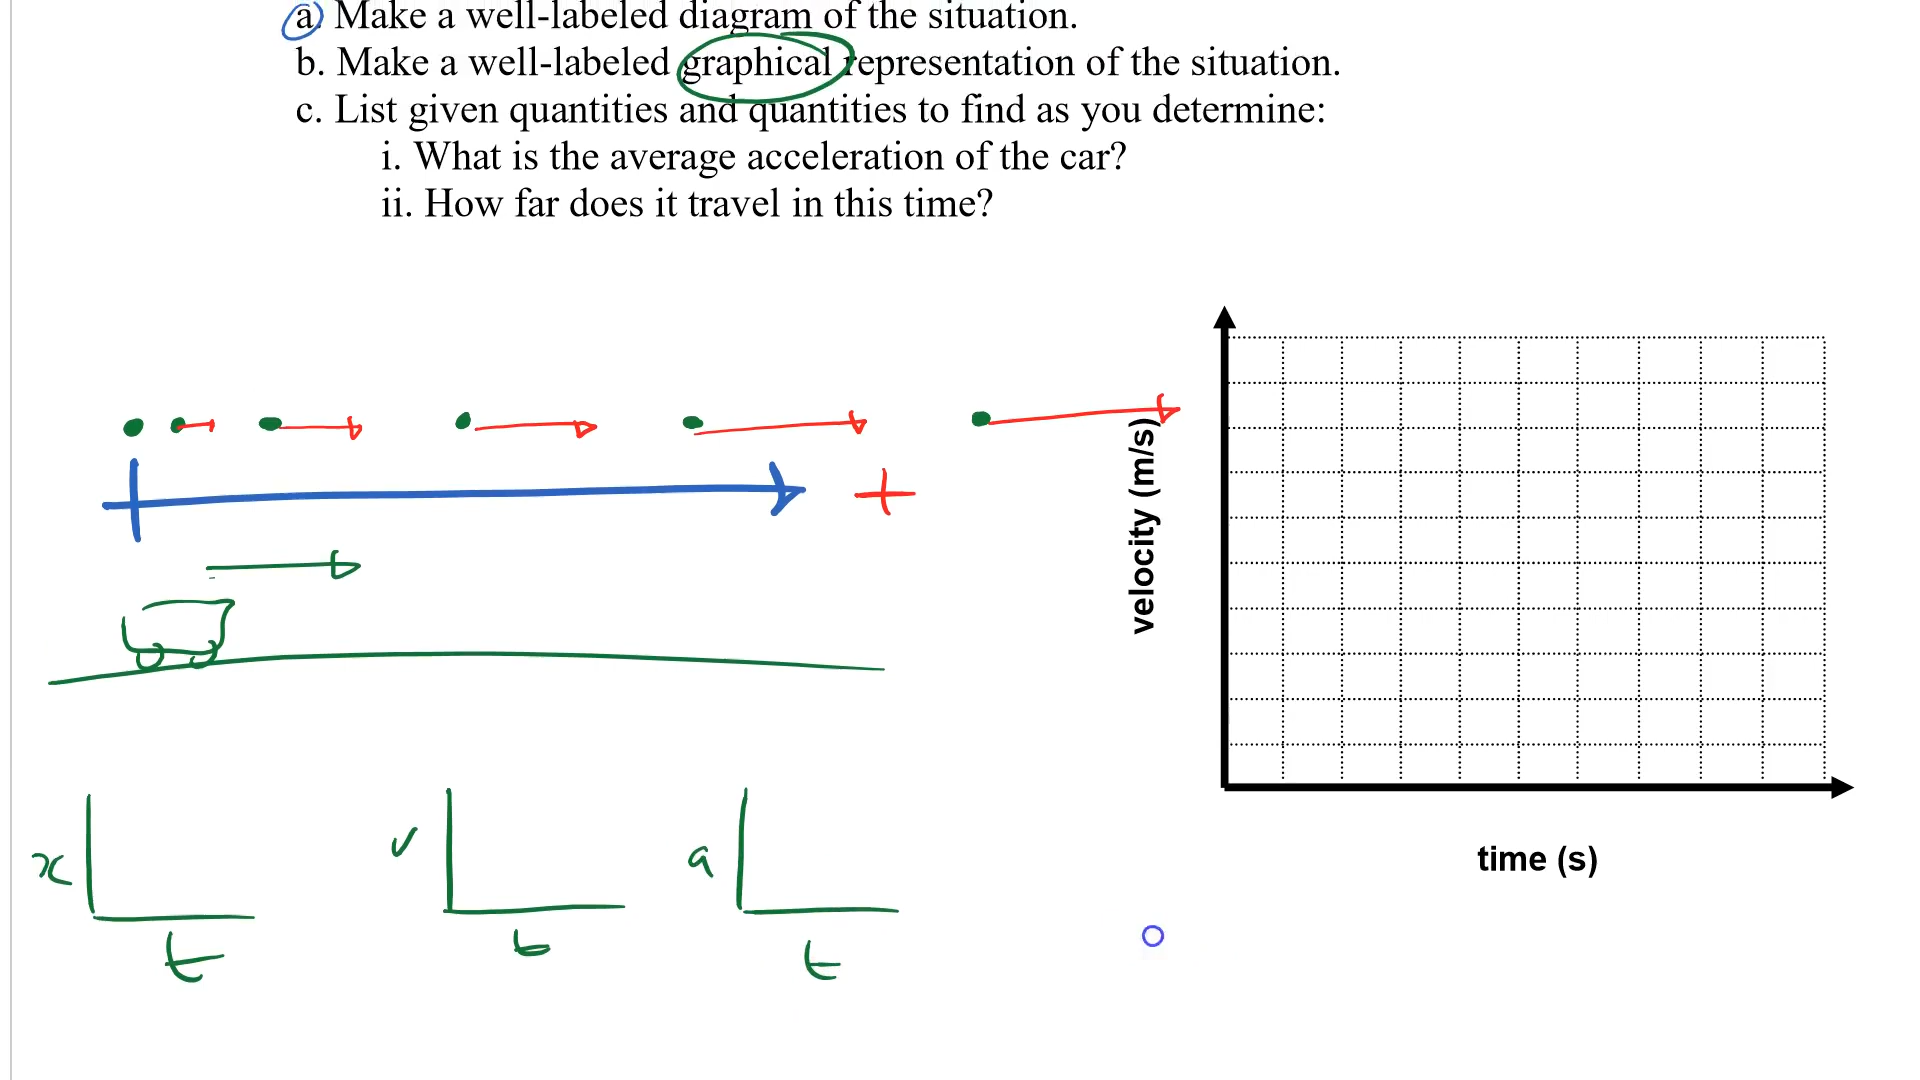 a. Make a well-labeled diagram of the situation.
b. Make a well-labeled graphical representation of the situation.
c. List given quantities and quantities to find as you determine:
i. What is the average acceleration of the car?
ii. How far does it travel in this time?
+
velocity (m/s)
time (s)
x
t
v
t
a
t